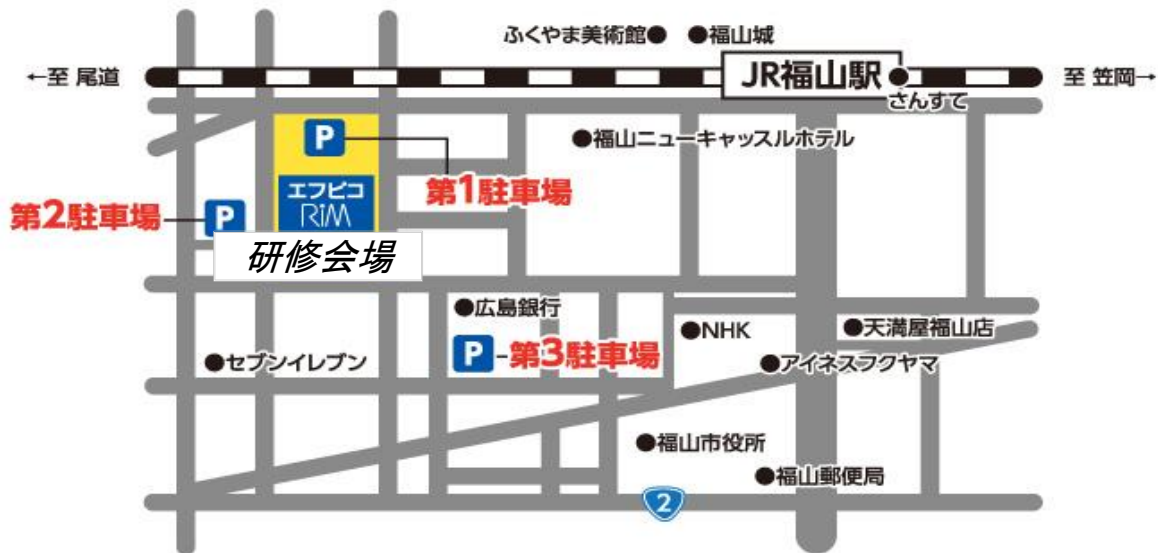 ふくやま美術館● ●福山城
←至 尾道
JR福山駅
至 笠岡→
さんすて
P
●福山ニューキャッスルホテル
第1駐車場
エフピコ
RiM
第2駐車場
P
研修会場
●広島銀行
●NHK
●天満屋福山店
P
第3駐車場
●セブンイレブン
●アイネスフクヤマ
●福山市役所
●福山郵便局
2